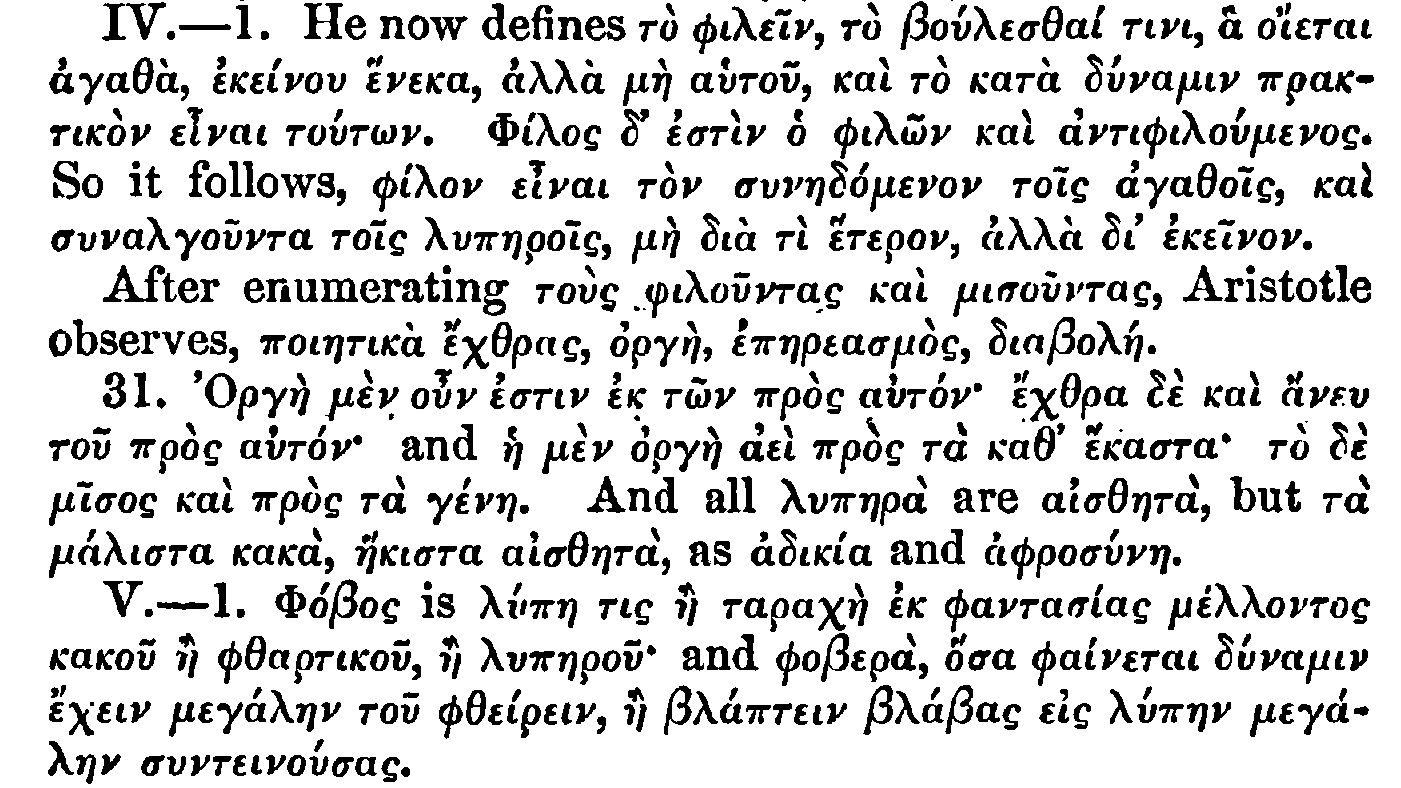 IV.—1. He now defines τὸ φιλεῖν, τὸ βούλεσθαί τινι, ἃ οἴεται
ἀγαθὰ, ἐκείνου ἕνεκα, ἀλλὰ μὴ αὑτοῦ, καὶ τὸ κατὰ δύναμιν πρακ-
τικὸν εἶναι τούτων. Φίλος δ’ ἐστὶν ὁ φιλῶν καὶ ἀντιφιλούμενος.
So it follows, φίλον εἶναι τὸν συνηδόμενον τοῖς ἀγαθοῖς, καὶ
συναλγοῦντα τοῖς λυπηροῖς, μὴ διὰ τὶ ἕτερον, ἀλλὰ δι’ ἐκεῖνον.
After enumerating τοὺς φιλοῦντας καὶ μισοῦντας, Aristotle
observes, ποιητικὰ ἔχθρας, ὀργὴ, ἐπηρεασμὸς, διαβολή.
31. Ὀργὴ μὲν οὖν ἐστιν ἐκ τῶν πρὸς αὑτόν· ἔχθρα δὲ καὶ ἄνευ
τοῦ πρὸς αὑτόν· and ἡ μὲν ὀργὴ ἀεὶ πρὸς τὰ καθ’ ἕκαστα· τὸ δὲ
μῖσος καὶ πρὸς τὰ γένη. And all λυπηρὰ are αἰσθητὰ, but τὰ
μάλιστα κακὰ, ἥκιστα αἰσθητὰ, as ἀδικία and ἀφροσύνη.
V.—1. Φόβος is λύπη τις ἢ ταραχὴ ἐκ φαντασίας μέλλοντος
κακοῦ ἢ φθαρτικοῦ, ἢ λυπηροῦ· and φοβερὰ, ὅσα φαίνεται δύναμιν
ἔχειν μεγάλην τοῦ φθείρειν, ἢ βλάπτειν βλάβας εἰς λύπην μεγά-
λην συντεινούσας.